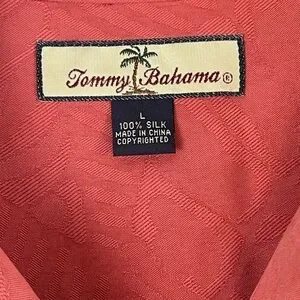 Tommy Bahama®
L
100% SILK
MADE IN CHINA
COPYRIGHTED